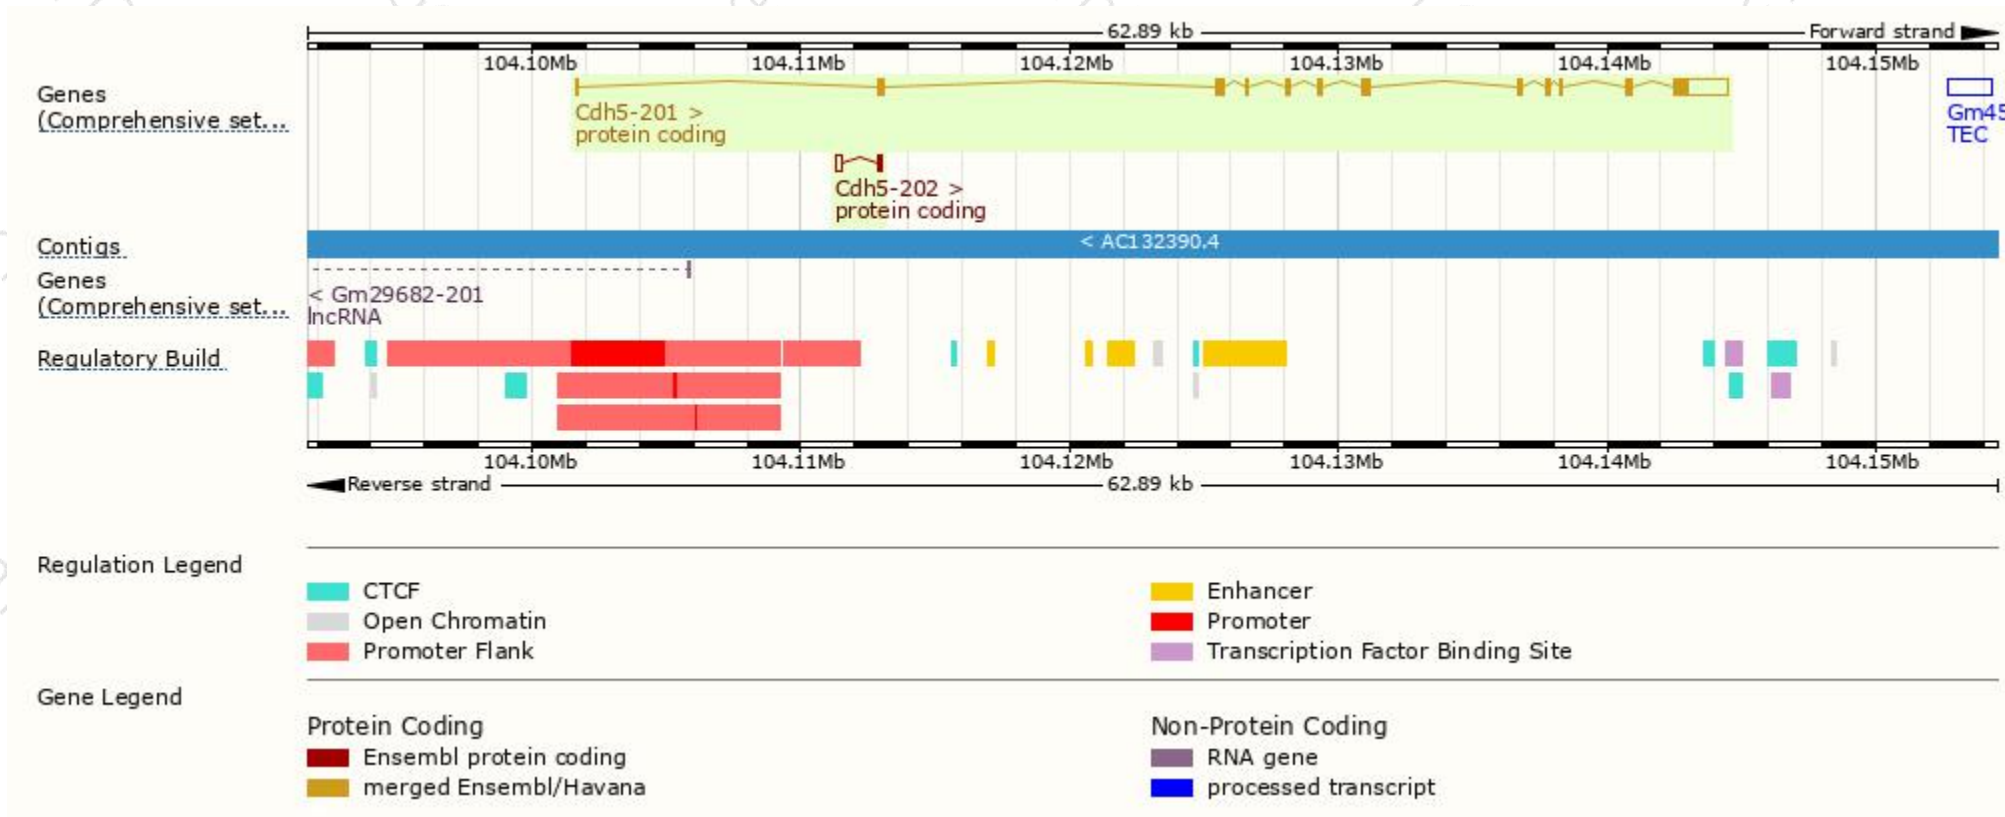 62.89 kb
Forward strand
104.10Mb 104.11Mb 104.12Mb 104.13Mb 104.14Mb 104.15Mb
Genes
(Comprehensive set...
Cdh5-201 >
protein coding
Gm45
TEC
Cdh5-202 >
protein coding
Contigs
< AC132390.4
Genes
(Comprehensive set...
< Gm29682-201
lncRNA
Regulatory Build
104.10Mb 104.11Mb 104.12Mb 104.13Mb 104.14Mb 104.15Mb
Reverse strand
62.89 kb
Regulation Legend
CTCF
Open Chromatin
Promoter Flank
Enhancer
Promoter
Transcription Factor Binding Site
Gene Legend
Protein Coding
Ensembl protein coding
merged Ensembl/Havana
Non-Protein Coding
RNA gene
processed transcript